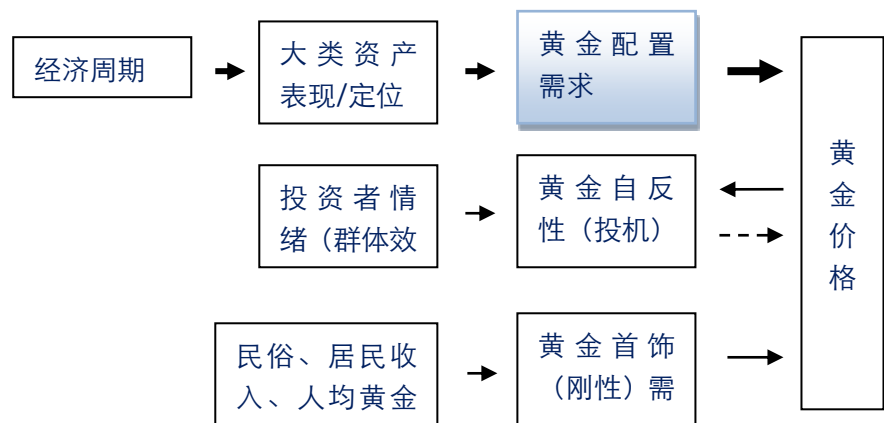 经济周期
大类资产
表现/定位
黄金配置
需求
投资者情
绪（群体效
黄金自反
性（投机）
民俗、居民收
入、人均黄金
黄金首饰
（刚性）需
黄
金
价
格